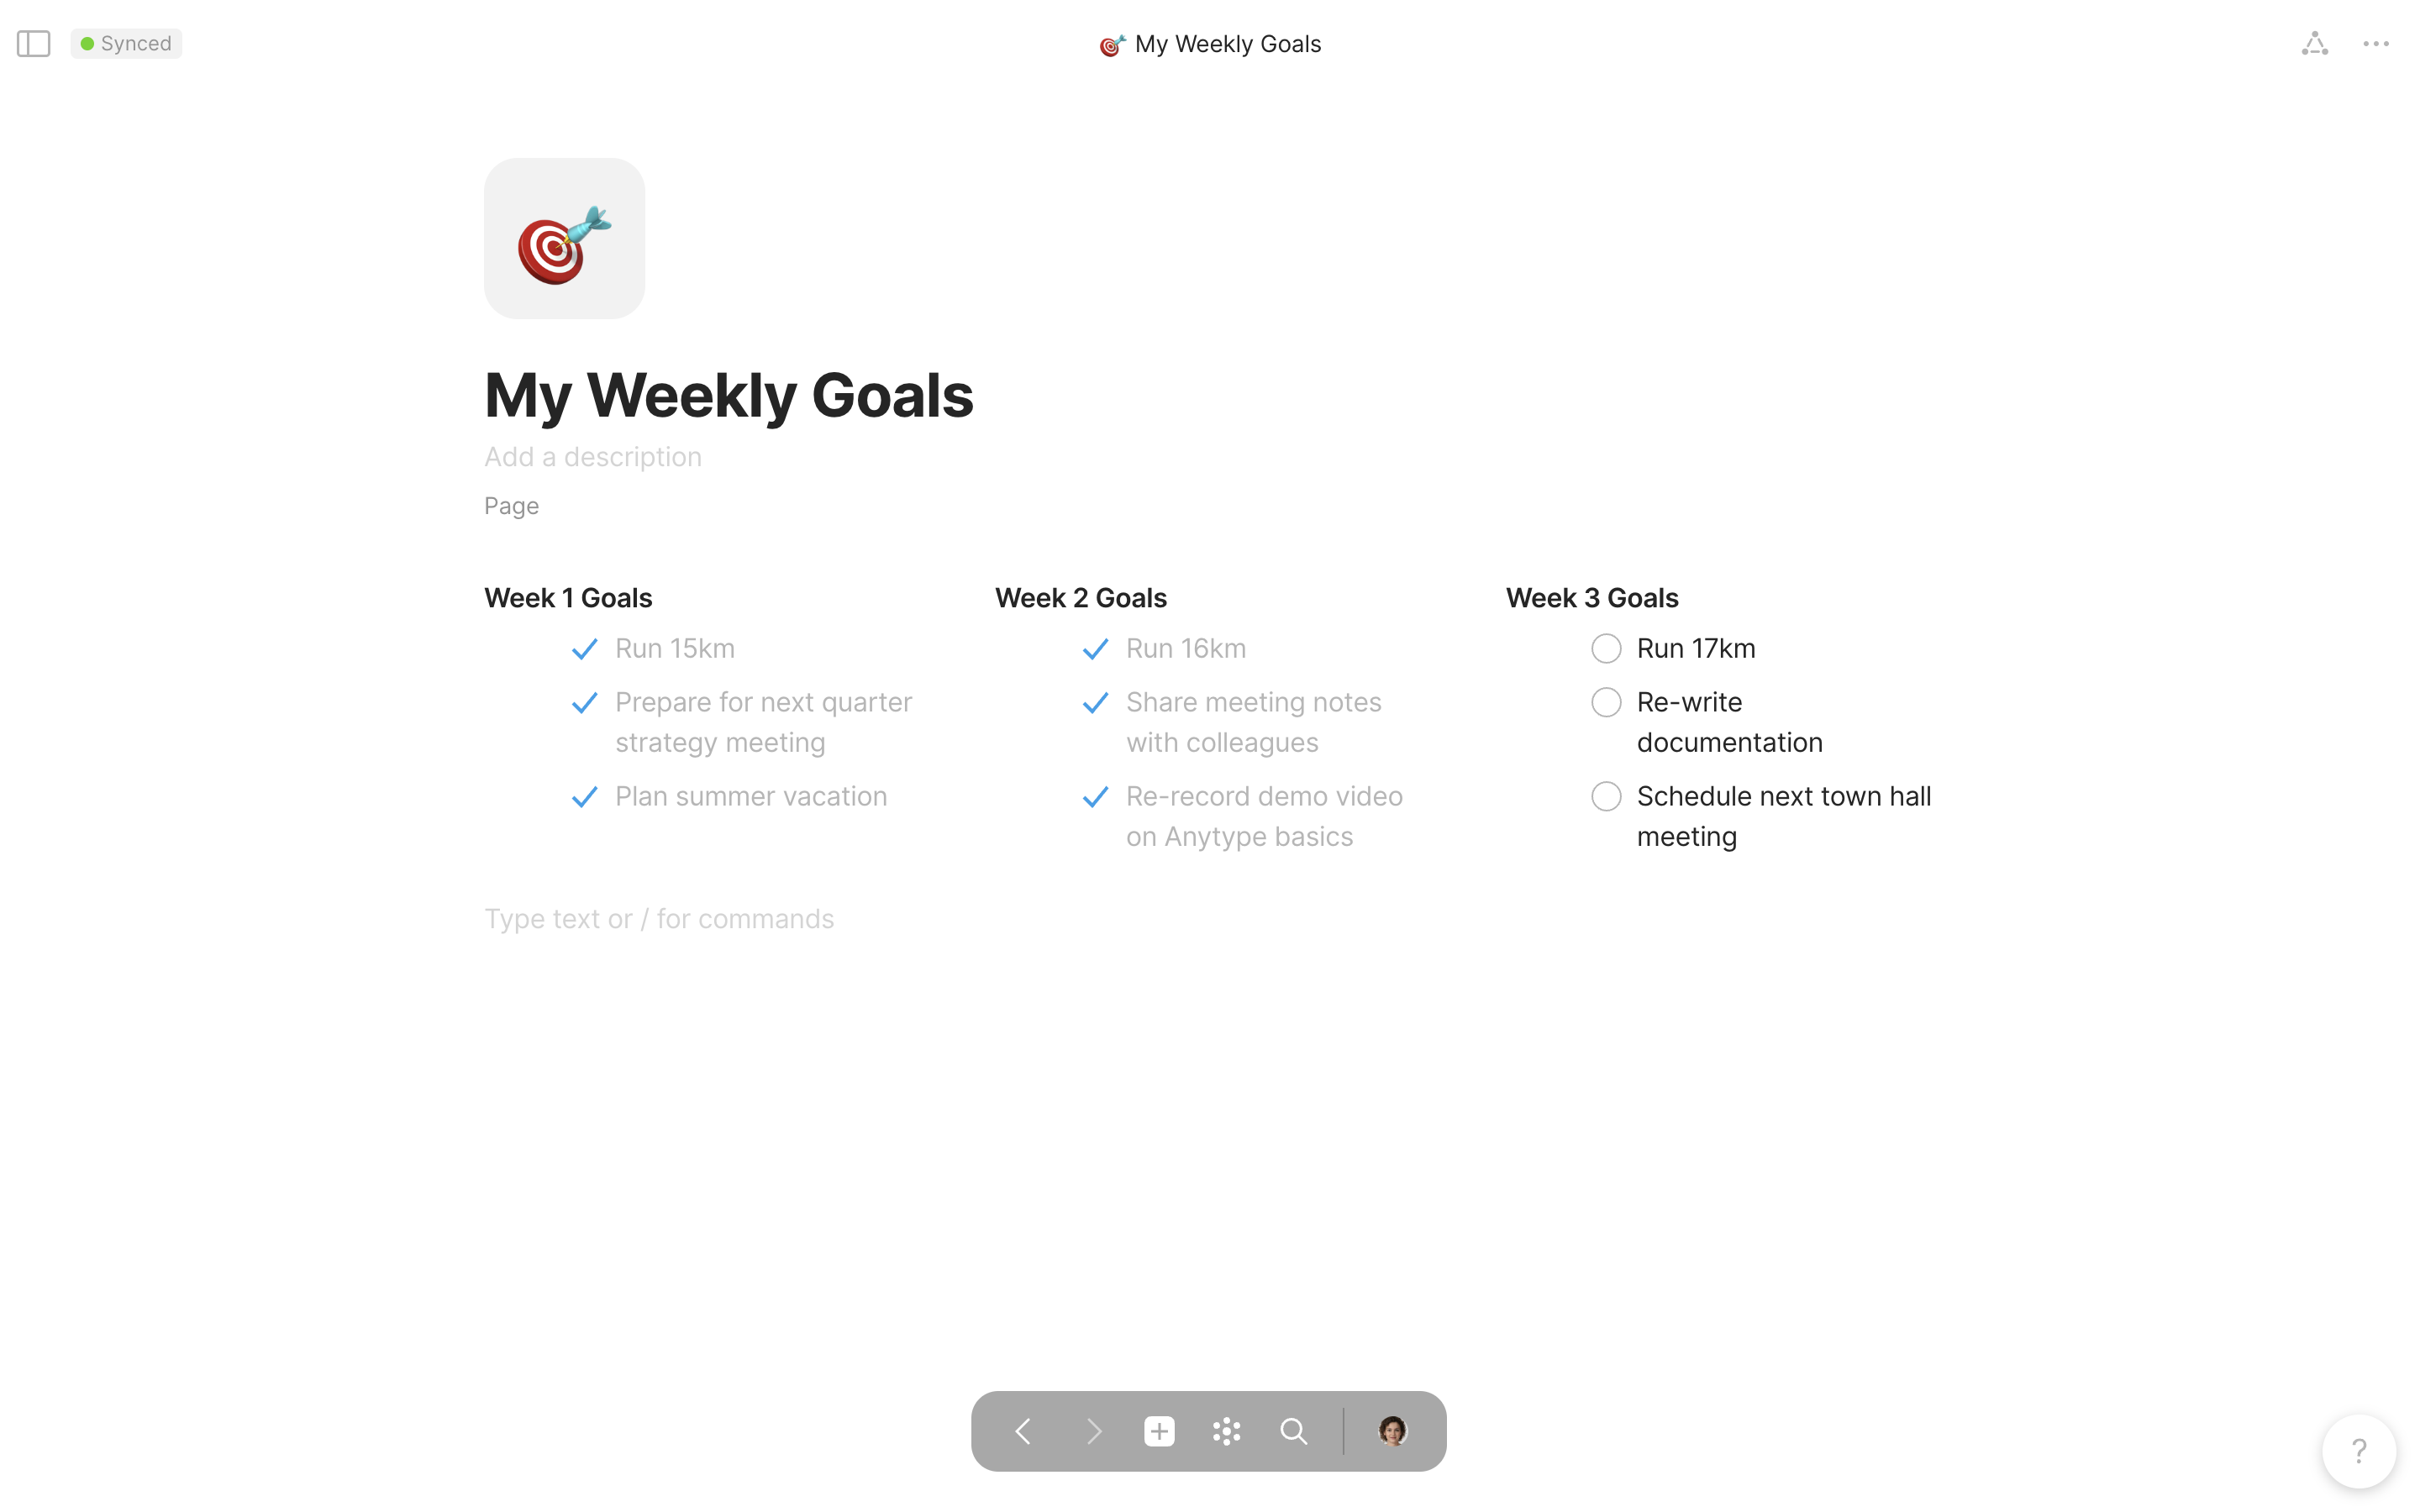 Synced
My Weekly Goals
My Weekly Goals
Add a description
Page
Week 1 Goals
Run 15km
Prepare for next quarter
strategy meeting
Plan summer vacation
Week 2 Goals
Run 16km
Share meeting notes
with colleagues
Re-record demo video
on Anytype basics
Week 3 Goals
Run 17km
Re-write
documentation
Schedule next town hall
meeting
Type text or / for commands
?